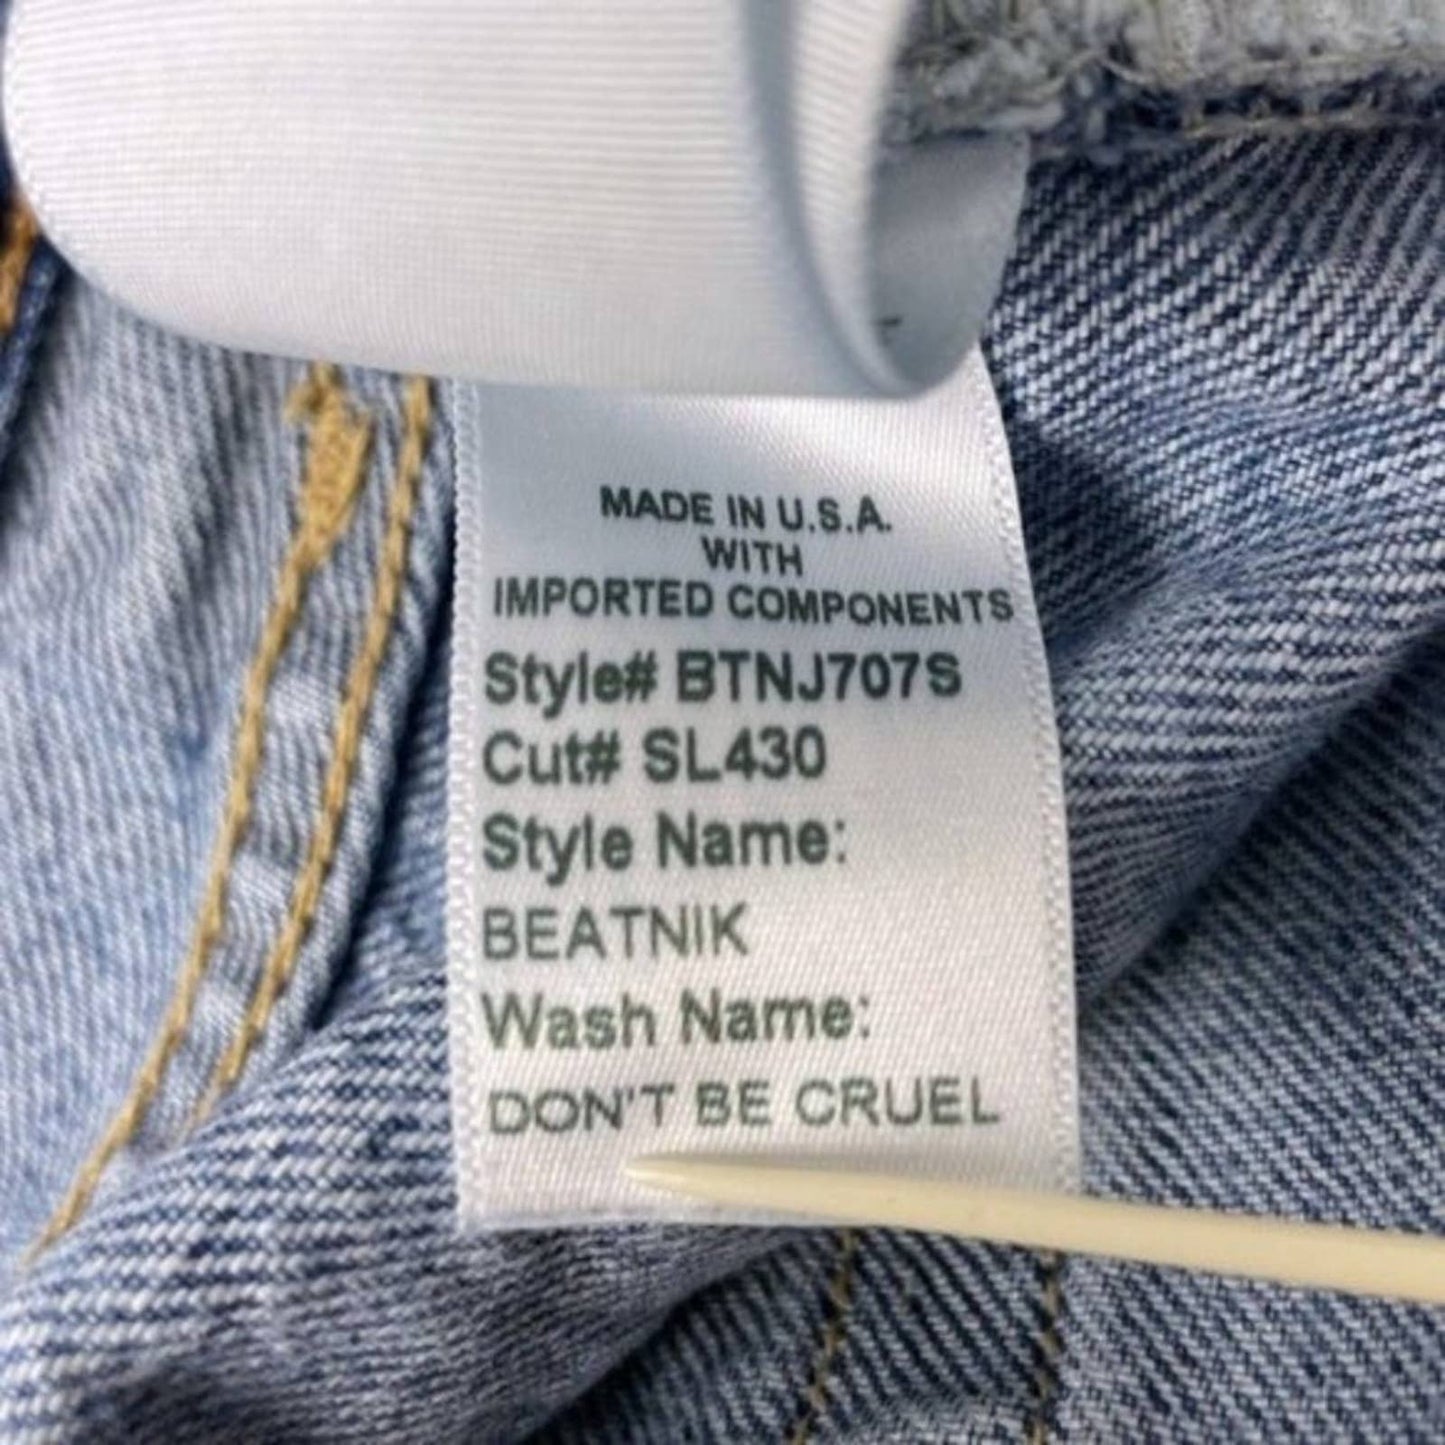 MADE IN U.S.A.
WITH
IMPORTED COMPONENTS
Style# BTNJ707S
Cut# SL430
Style Name:
BEATNIK
Wash Name:
DON'T BE CRUEL